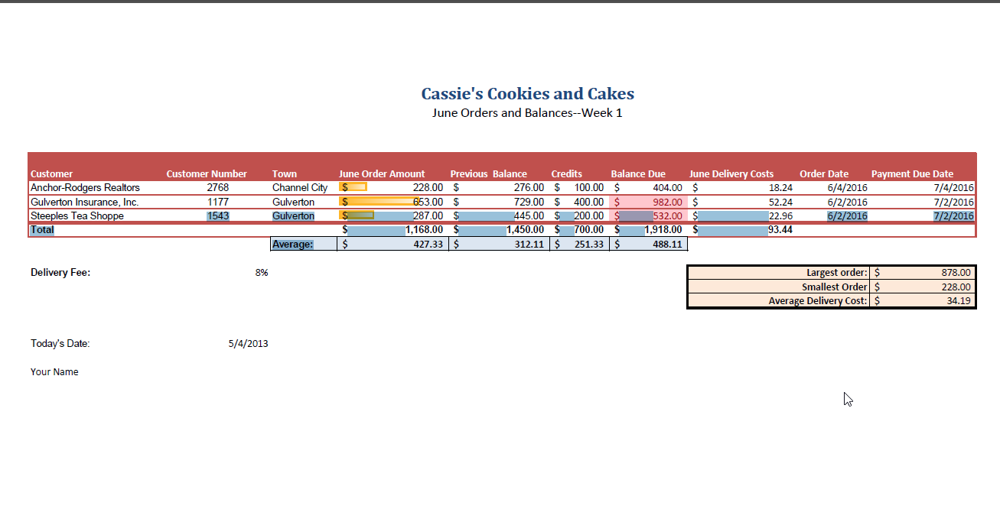 Cassie's Cookies and Cakes
June Orders and Balances--Week 1
Customer Customer Number Town June Order Amount Previous Balance Credits Balance Due June Delivery Costs Order Date Payment Due Date
Anchor-Rodgers Realtors 2768 Channel City $ 228.00 $ 276.00 $ 100.00 $ 404.00 $ 18.24 6/4/2016 7/4/2016
Gulverton Insurance, Inc. 1177 Gulverton $ 653.00 $ 729.00 $ 400.00 $ 982.00 $ 52.24 6/2/2016 7/2/2016
Steeples Tea Shoppe 1543 Gulverton $ 287.00 $ 445.00 $ 200.00 $ 532.00 $ 22.96 6/2/2016 7/2/2016
Total $ 1,168.00 $ 1,450.00 $ 700.00 $ 1,918.00 $ 93.44
Average: $ 427.33 $ 312.11 $ 251.33 $ 488.11
Delivery Fee: 8% Largest order: $ 878.00
Smallest Order $ 228.00
Average Delivery Cost: $ 34.19
Today's Date: 5/4/2013
Your Name